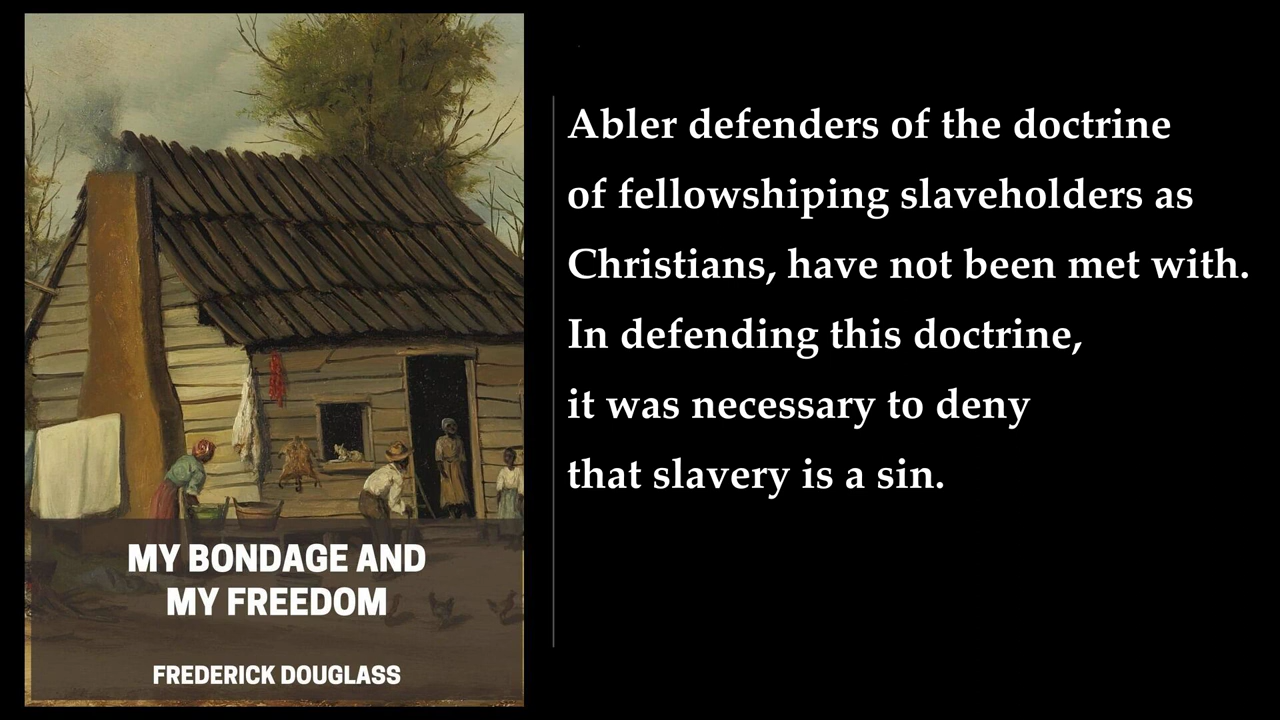 MY BONDAGE AND
MY FREEDOM
FREDERICK DOUGLASS
Abler defenders of the doctrine
of fellowshiping slaveholders as
Christians, have not been met with.
In defending this doctrine,
it was necessary to deny
that slavery is a sin.